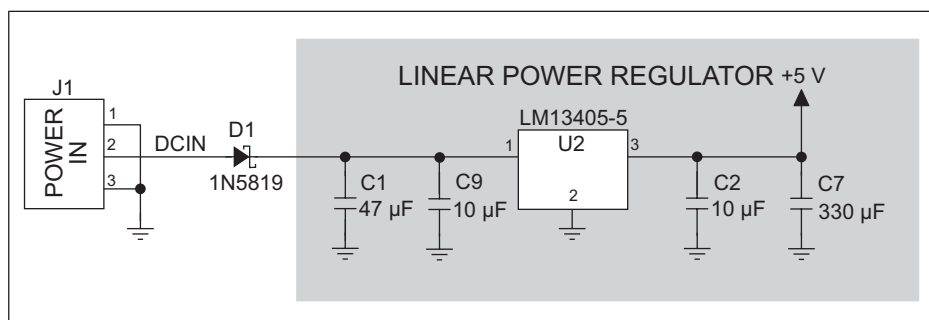 LINEAR POWER REGULATOR +5 V
J1
POWER
IN
1
2
3
DCIN
D1
1N5819
LM13405-5
U2
1
3
2
C1
47 µF
C9
10 µF
C2
10 µF
C7
330 µF